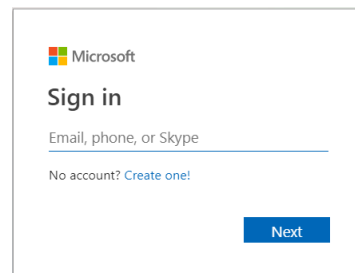 Microsoft
Sign in
Email, phone, or Skype
No account? Create one!
Next